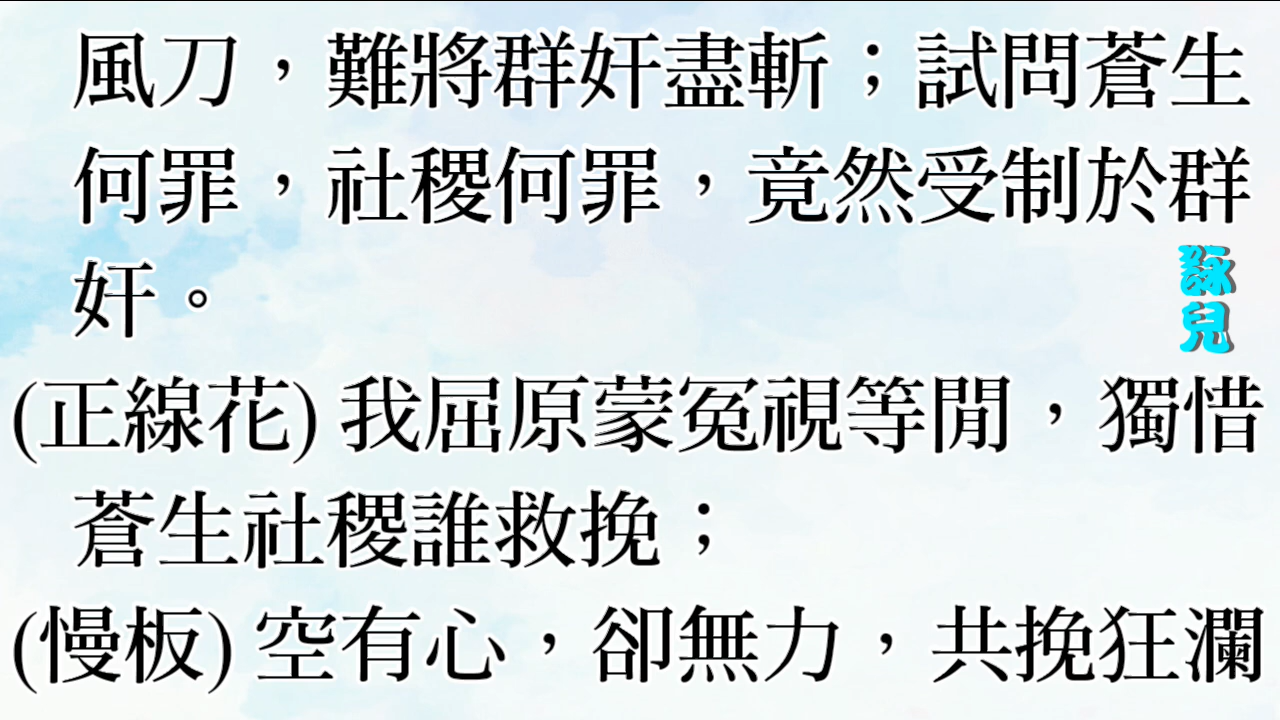 風刀，難將群奸盡斬；試問蒼生
何罪，社稷何罪，竟然受制於群
奸。
(正線花) 我屈原蒙冤視等閒，獨惜
蒼生社稷誰救挽；
(慢板) 空有心，卻無力，共挽狂瀾
詠兒